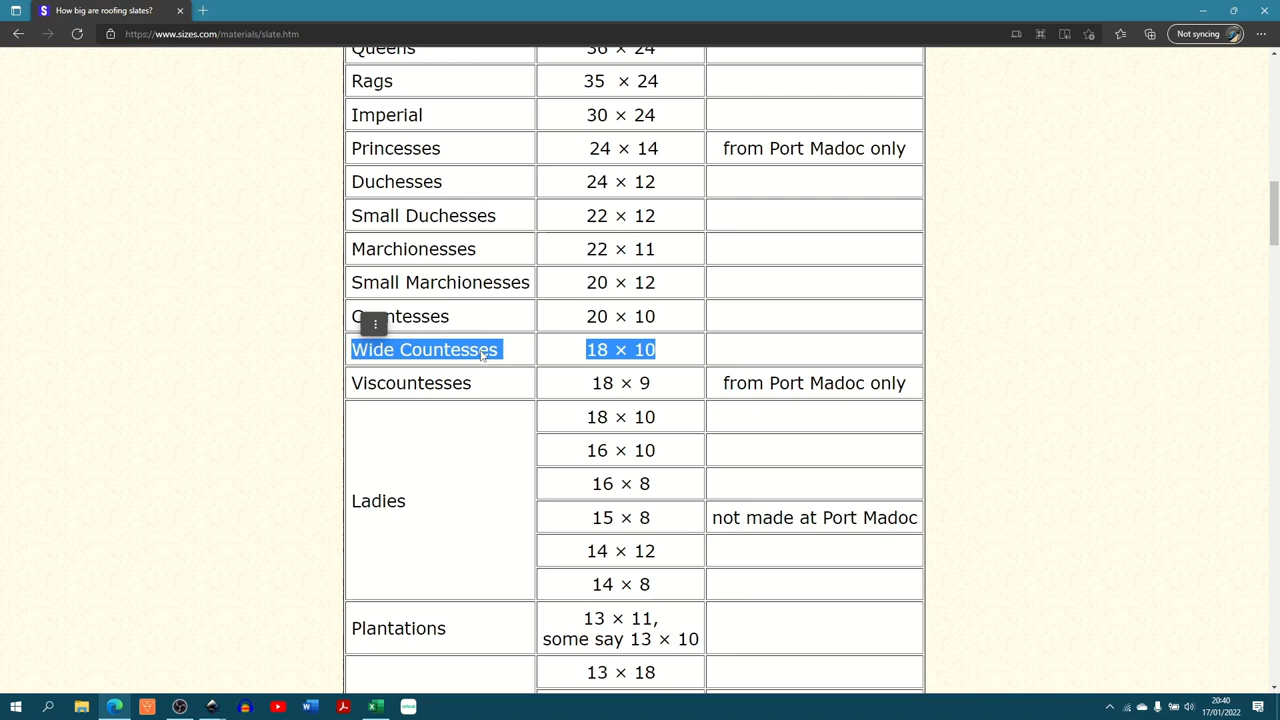 How big are roofing slates?
https://www.sizes.com/materials/slate.htm
Not syncing
Queens 36 × 24
Rags 35 × 24
Imperial 30 × 24
Princesses 24 × 14 from Port Madoc only
Duchesses 24 × 12
Small Duchesses 22 × 12
Marchionesses 22 × 11
Small Marchionesses 20 × 12
ntesses 20 × 10
Wide Countesses 18 × 10
Viscountesses 18 × 9 from Port Madoc only
18 × 10
16 × 10
16 × 8
Ladies
15 × 8 not made at Port Madoc
14 × 12
14 × 8
13 × 11,
Plantations
some say 13 × 10
13 × 18
20:40
17/01/2022